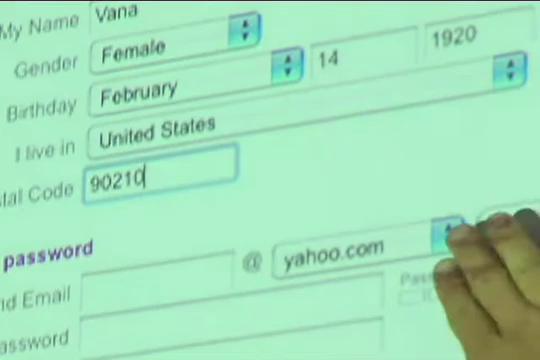 My Name Vana
Gender Female
Birthday February 14 1920
I live in United States
tal Code 90210
password
nd Email @ yahoo.com
assword